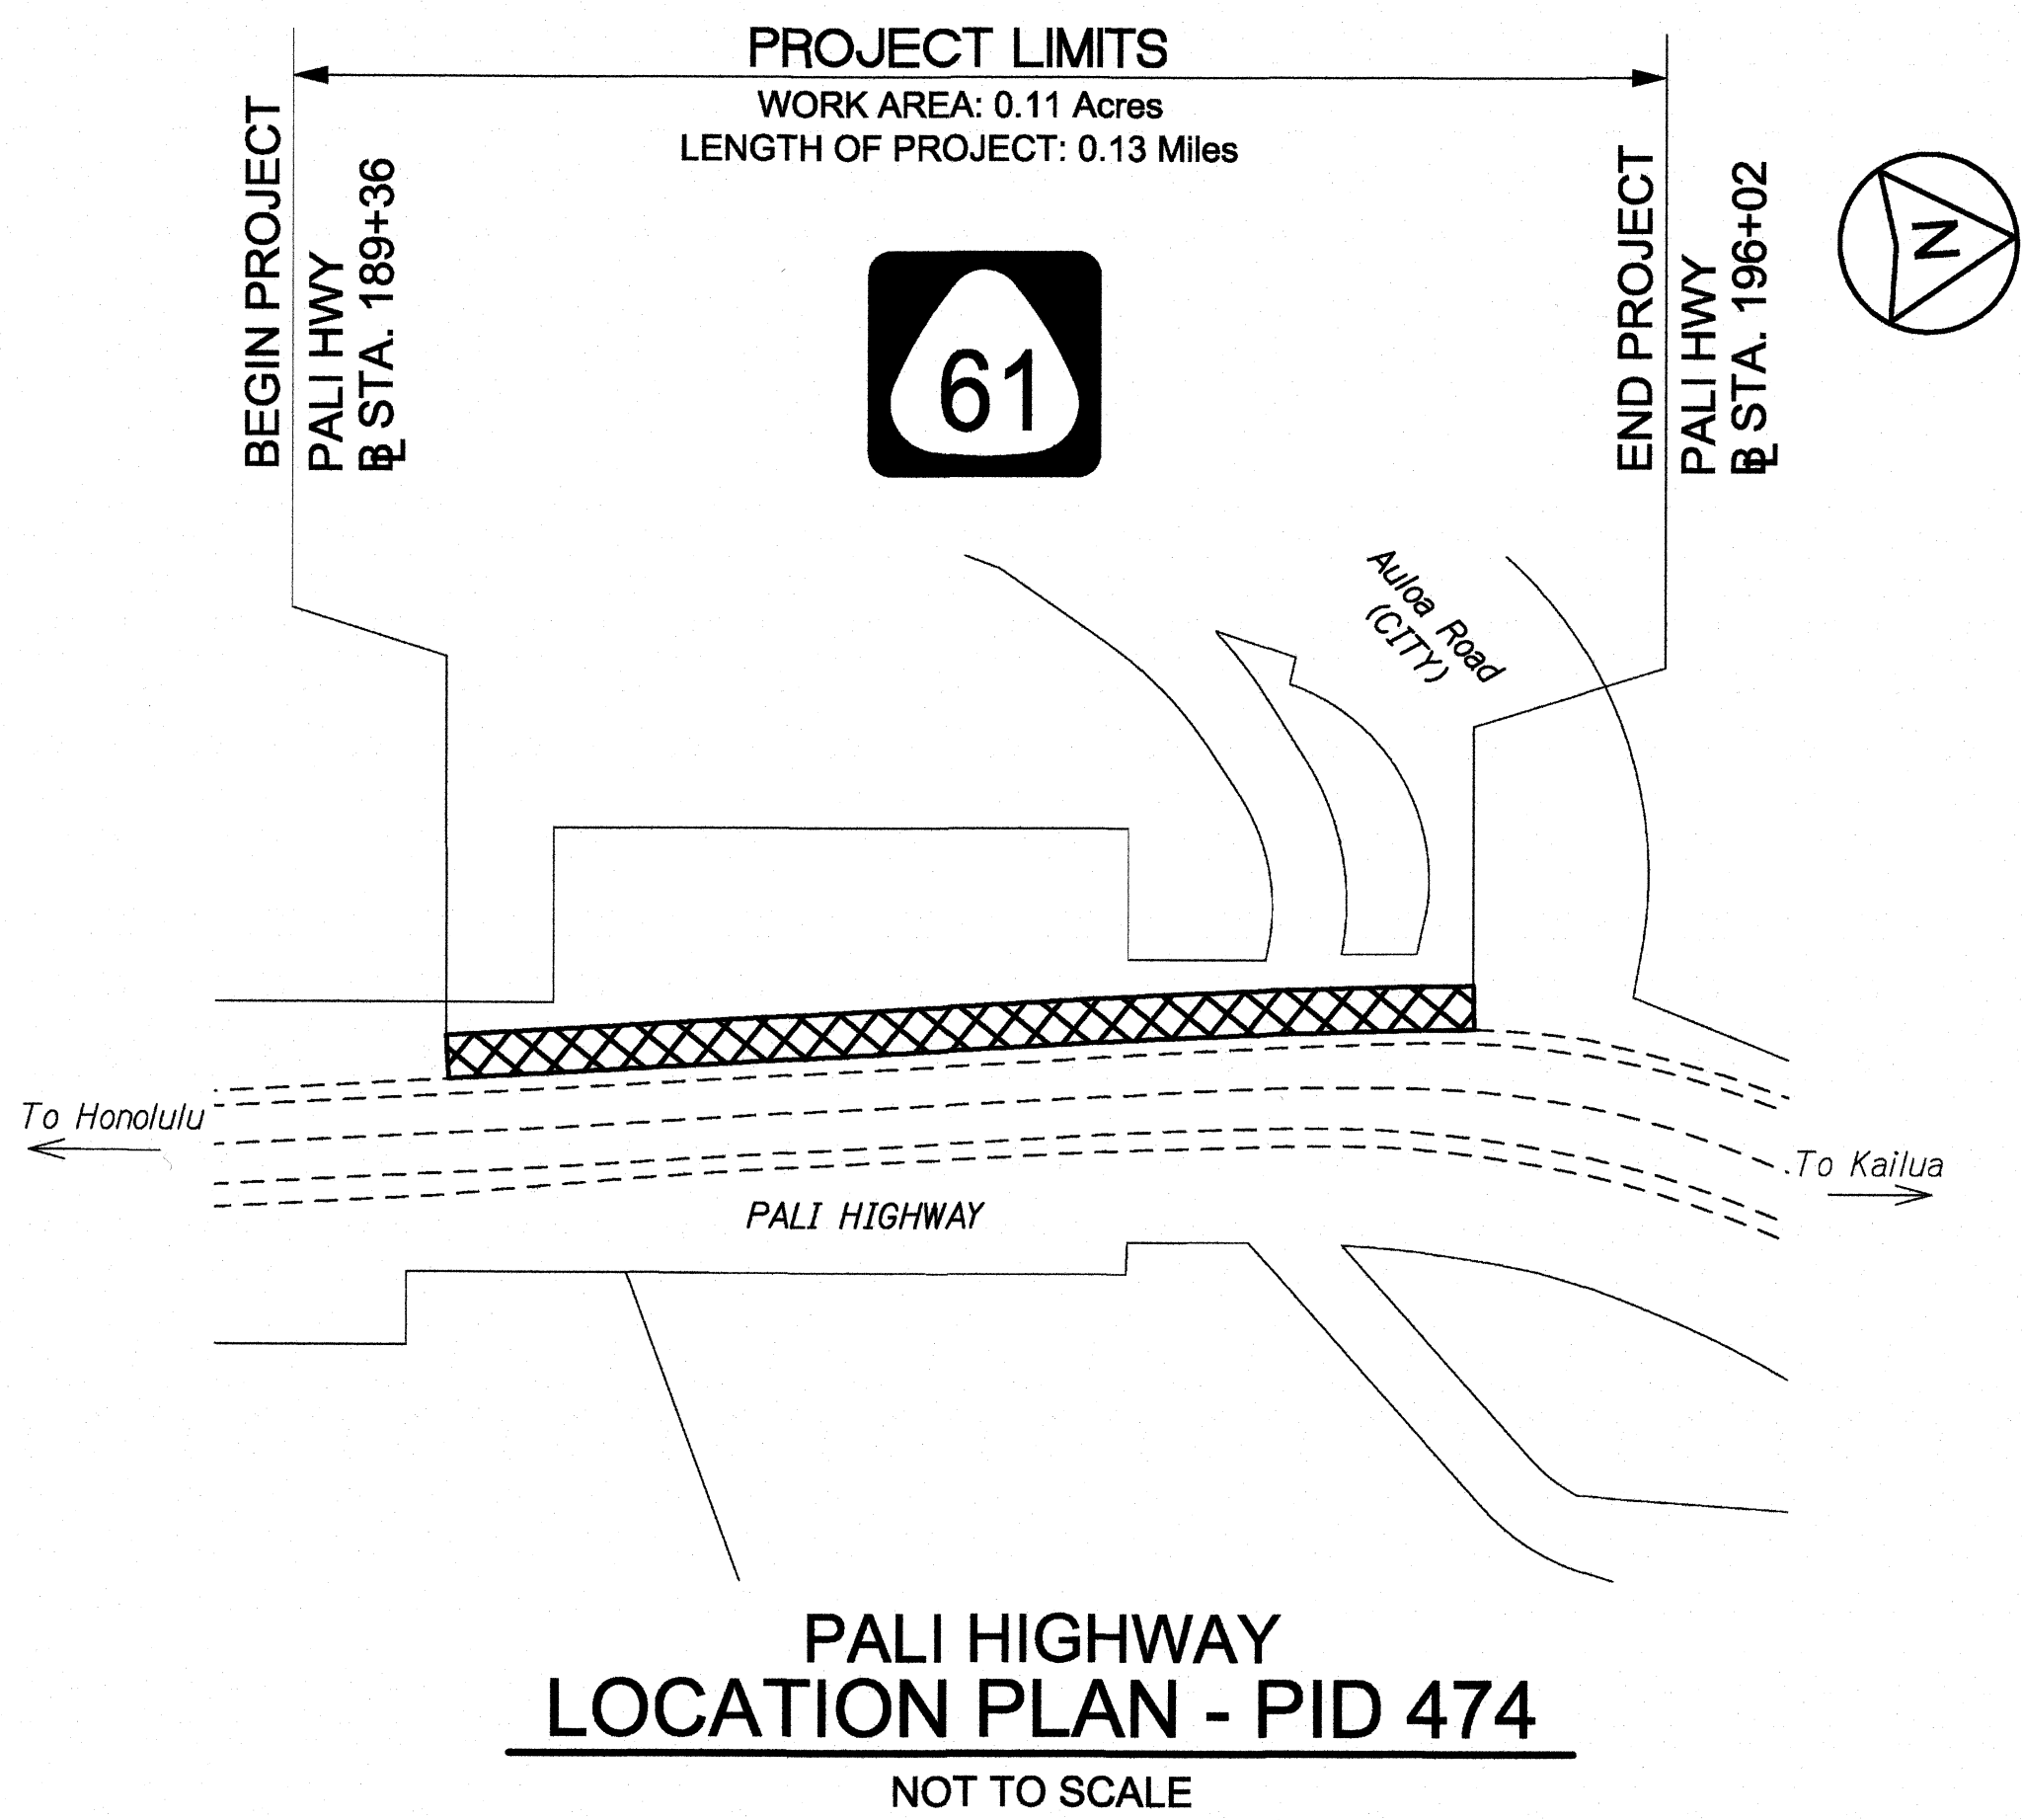 PROJECT LIMITS
WORK AREA: 0.11 Acres
LENGTH OF PROJECT: 0.13 Miles
BEGIN PROJECT
PALI HWY
BL STA. 189+36
END PROJECT
PALI HWY
BL STA. 196+02
N
61
Auloa Road
(CITY)
To Honolulu
To Kailua
PALI HIGHWAY
PALI HIGHWAY
LOCATION PLAN - PID 474
NOT TO SCALE